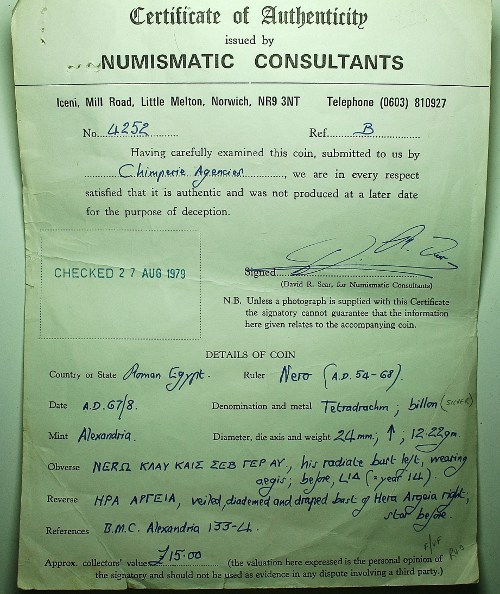 Certificate of Authenticity
issued by
NUMISMATIC CONSULTANTS
Iceni, Mill Road, Little Melton, Norwich, NR9 3NT Telephone (0603) 810927
No. 4252 Ref. B
Having carefully examined this coin, submitted to us by
Chimperie Agencies, we are in every respect
satisfied that it is authentic and was not produced at a later date
for the purpose of deception.
CHECKED 27 AUG 1979
Signed
(David R. Sear, for Numismatic Consultants)
N.B. Unless a photograph is supplied with this Certificate
the signatory cannot guarantee that the information
here given relates to the accompanying coin.
DETAILS OF COIN
Country or State Roman Egypt. Ruler Nero (A.D. 54-68).
Date A.D. 67/8. Denomination and metal Tetradrachm; billon (SILVER)
Mint Alexandria. Diameter, die axis and weight 24mm; ↑; 12.22gm.
Obverse ΝΕΡΩ ΚΛΑΥ ΚΑΙΣ ΣΕΒ ΓΕΡ ΑΥ, his radiate bust left, wearing
aegis; before, LΙΔ (= year 14).
Reverse ΗΡΑ ΑΡΓΕΙΑ, veiled, diademed and draped bust of Hera Argeia right,
star before.
References B.M.C. Alexandria 133-4.
F/VF
Approx. collectors' value £15.00 (the valuation here expressed is the personal opinion of
the signatory and should not be used as evidence in any dispute involving a third party.)